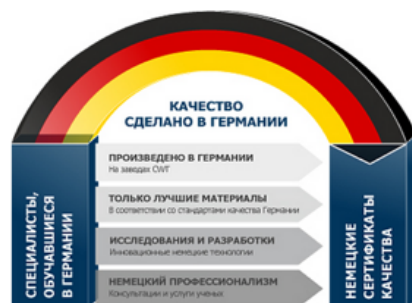 КАЧЕСТВО
СДЕЛАНО В ГЕРМАНИИ
ПРОИЗВЕДЕНО В ГЕРМАНИИ
На заводах CWT
ТОЛЬКО ЛУЧШИЕ МАТЕРИАЛЫ
В соответствии со стандартами качества Германии
ИССЛЕДОВАНИЯ И РАЗРАБОТКИ
Инновационные немецкие технологии
НЕМЕЦКИЙ ПРОФЕССИОНАЛИЗМ
Консультации и услуги ученых
СПЕЦИАЛИСТЫ,
ОБУЧАВШИЕСЯ
В ГЕРМАНИИ
НЕМЕЦКИЕ
СЕРТИФИКАТЫ
КАЧЕСТВА